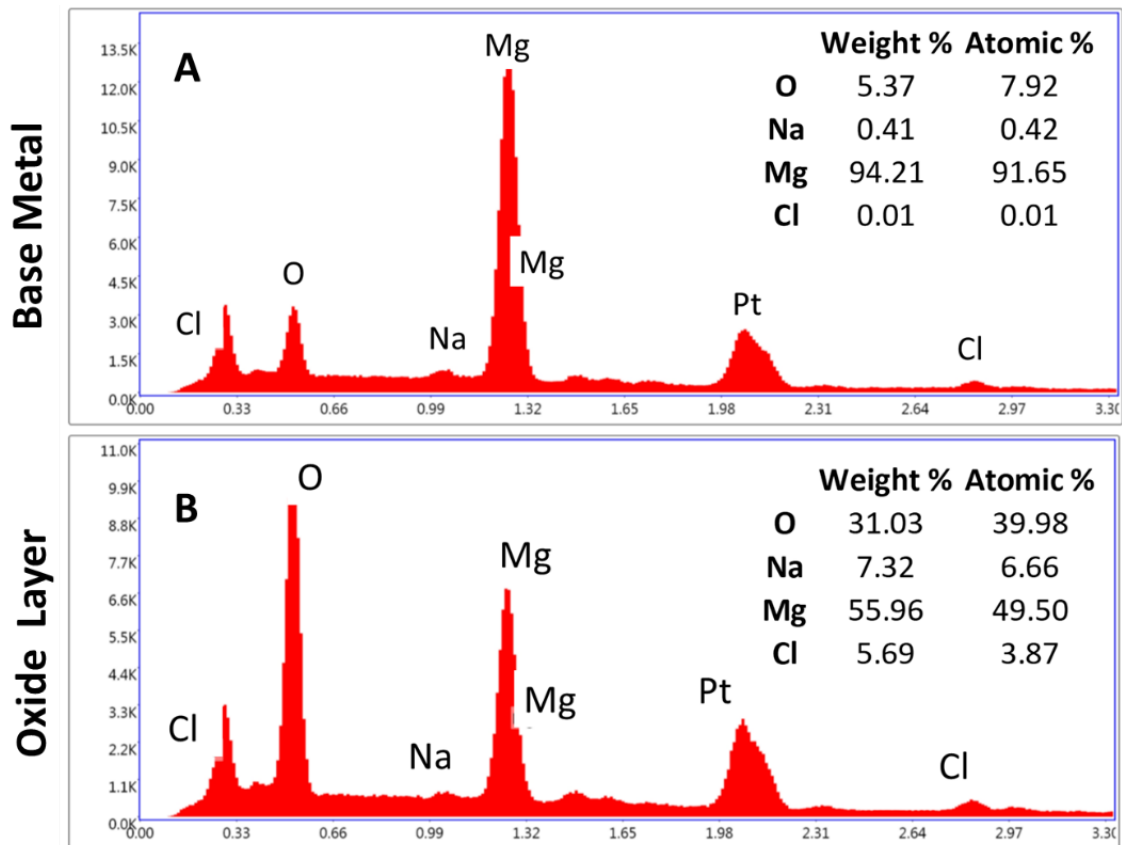 Base Metal
A
Weight % Atomic %
O 5.37 7.92
Na 0.41 0.42
Mg 94.21 91.65
Cl 0.01 0.01
13.5K
12.0K
10.5K
9.0K
7.5K
6.0K
4.5K
3.0K
1.5K
0.0K
Cl
O
Na
Mg
Mg
Pt
Cl
0.00 0.33 0.66 0.99 1.32 1.65 1.98 2.31 2.64 2.97 3.30
Oxide Layer
B
Weight % Atomic %
O 31.03 39.98
Na 7.32 6.66
Mg 55.96 49.50
Cl 5.69 3.87
11.0K
9.9K
8.8K
7.7K
6.6K
5.5K
4.4K
3.3K
2.2K
1.1K
0.0K
Cl
O
Na
Mg
Mg
Pt
Cl
0.00 0.33 0.66 0.99 1.32 1.65 1.98 2.31 2.64 2.97 3.30